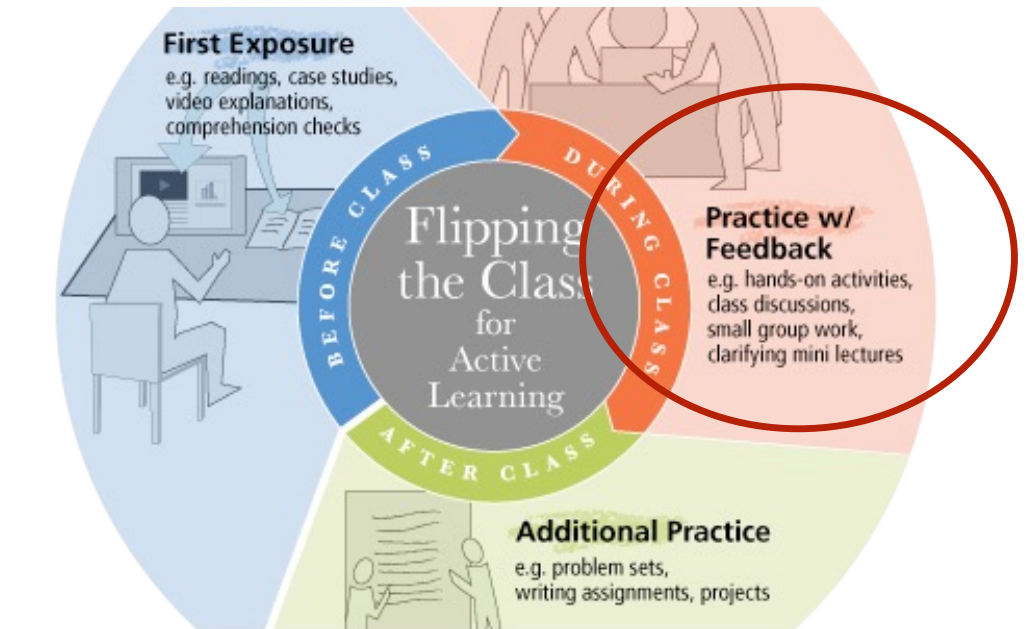 First Exposure
e.g. readings, case studies,
video explanations,
comprehension checks
BEFORE CLASS
DURING CLASS
Flipping
the Class
for
Active
Learning
Practice w/
Feedback
e.g. hands-on activities,
class discussions,
small group work,
clarifying mini lectures
AFTER CLASS
Additional Practice
e.g. problem sets,
writing assignments, projects